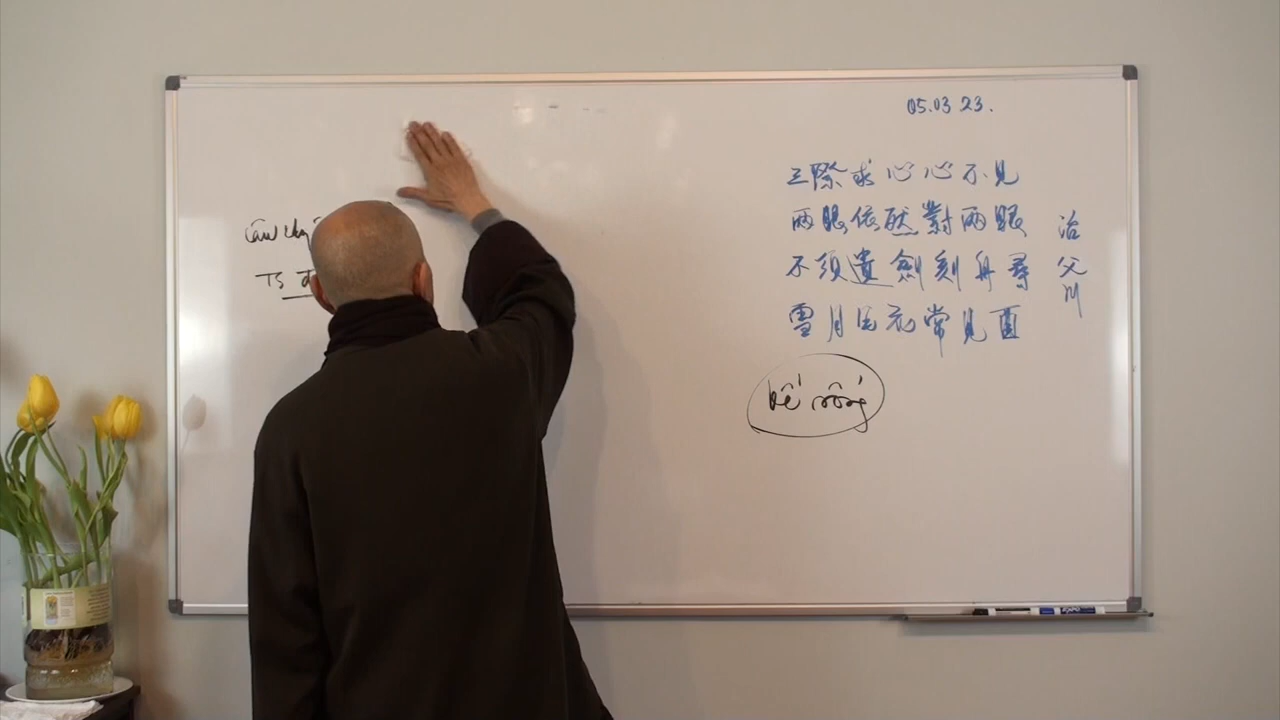 05.03 23.
三際求心心不見
兩眼依然對兩眼
不須遺劍刻舟尋
雪月風花常見面
治父川
TS